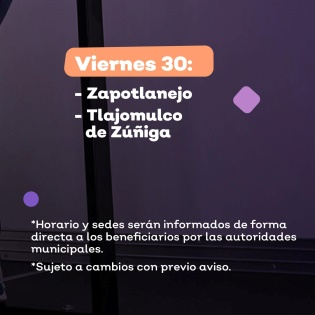 Viernes 30:
- Zapotlanejo
- Tlajomulco
de Zúñiga
*Horario y sedes serán informados de forma
directa a los beneficiarios por las autoridades
municipales.
*Sujeto a cambios con previo aviso.